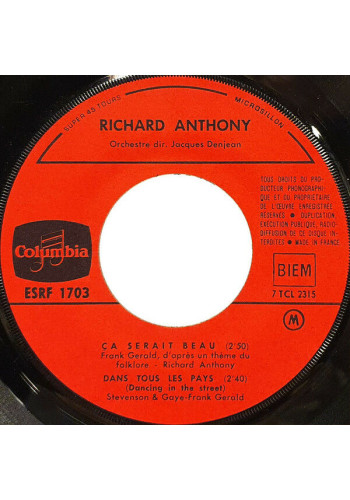 SUPER 45 TOURS
MICROSILLON
RICHARD ANTHONY
Orchestre dir. Jacques Denjean
TOUS DROITS DU PRO-
DUCTEUR PHONOGRAPHI-
QUE ET DU PROPRIETAIRE
DE L'ŒUVRE ENREGISTRÉE
RÉSERVÉS • DUPLICATION
EXÉCUTION PUBLIQUE, RADIO-
DIFFUSION DE CE DISQUE IN-
TERDITES • MADE IN FRANCE
Columbia
ESRF 1703
BIEM
7 TCL 2315
M
ÇA SERAIT BEAU (2'50)
Frank Gerald, d'après un thème du
folklore - Richard Anthony
DANS TOUS LES PAYS (2'40)
(Dancing in the street)
Stevenson & Gaye-Frank Gerald